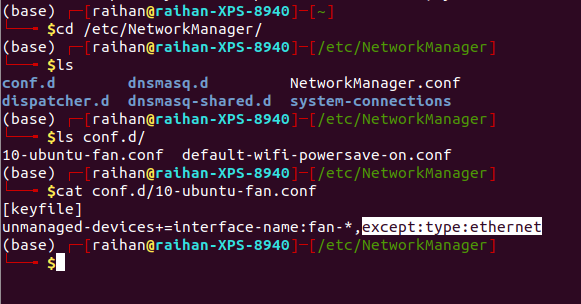 (base) ┌─[raihan@raihan-XPS-8940]─[~]
└──╼ $cd /etc/NetworkManager/
(base) ┌─[raihan@raihan-XPS-8940]─[/etc/NetworkManager]
└──╼ $ls
conf.d dnsmasq.d NetworkManager.conf
dispatcher.d dnsmasq-shared.d system-connections
(base) ┌─[raihan@raihan-XPS-8940]─[/etc/NetworkManager]
└──╼ $ls conf.d/
10-ubuntu-fan.conf default-wifi-powersave-on.conf
(base) ┌─[raihan@raihan-XPS-8940]─[/etc/NetworkManager]
└──╼ $cat conf.d/10-ubuntu-fan.conf
[keyfile]
unmanaged-devices+=interface-name:fan-*,except:type:ethernet
(base) ┌─[raihan@raihan-XPS-8940]─[/etc/NetworkManager]
└──╼ $